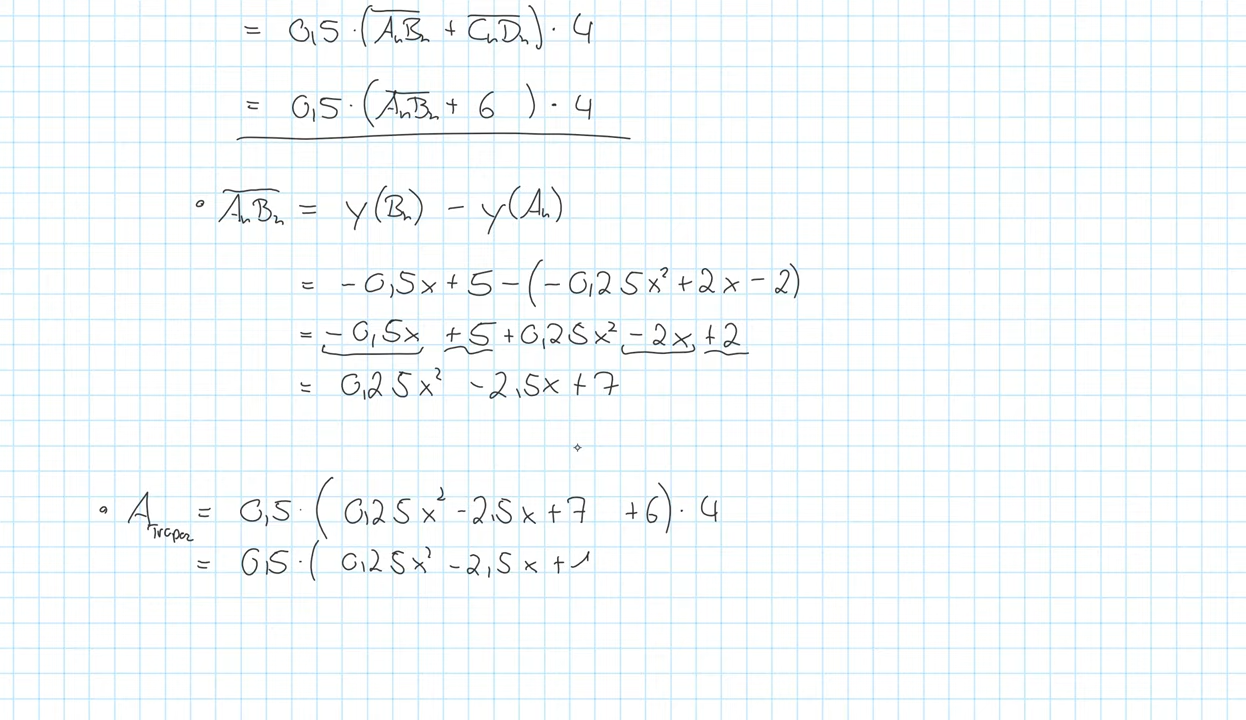 = 0,5 · (A̅ₙB̅ₙ + C̅ₙD̅ₙ) · 4
= 0,5 · (A̅ₙB̅ₙ + 6 ) · 4
° A̅ₙB̅ₙ = y(Bₙ) - y(Aₙ)
= -0,5x + 5 - (-0,25x² + 2x - 2)
= -0,5x +5 + 0,25x² - 2x + 2
= 0,25x² - 2,5x + 7
° A_Trapez = 0,5 · ( 0,25x² - 2,5x + 7 + 6) · 4
= 0,5 · ( 0,25x² - 2,5x + 1